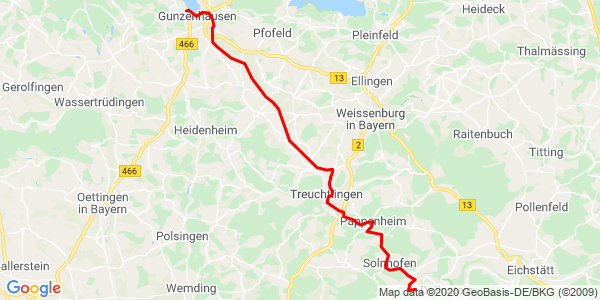 Heideck
Gunzenhausen
Pfofeld
Pleinfeld
466
Thalmässing
13
Ellingen
Gerolfingen
Wassertrüdingen
Weissenburg
in Bayern
Heidenheim
Raitenbuch
2
Titting
466
Oettingen
in Bayern
Treuchtlingen
13
Pollenfeld
Pappenheim
Polsingen
Solnhofen
allerstein
Eichstätt
Wemding
Google
Map data ©2020 GeoBasis-DE/BKG (©2009)